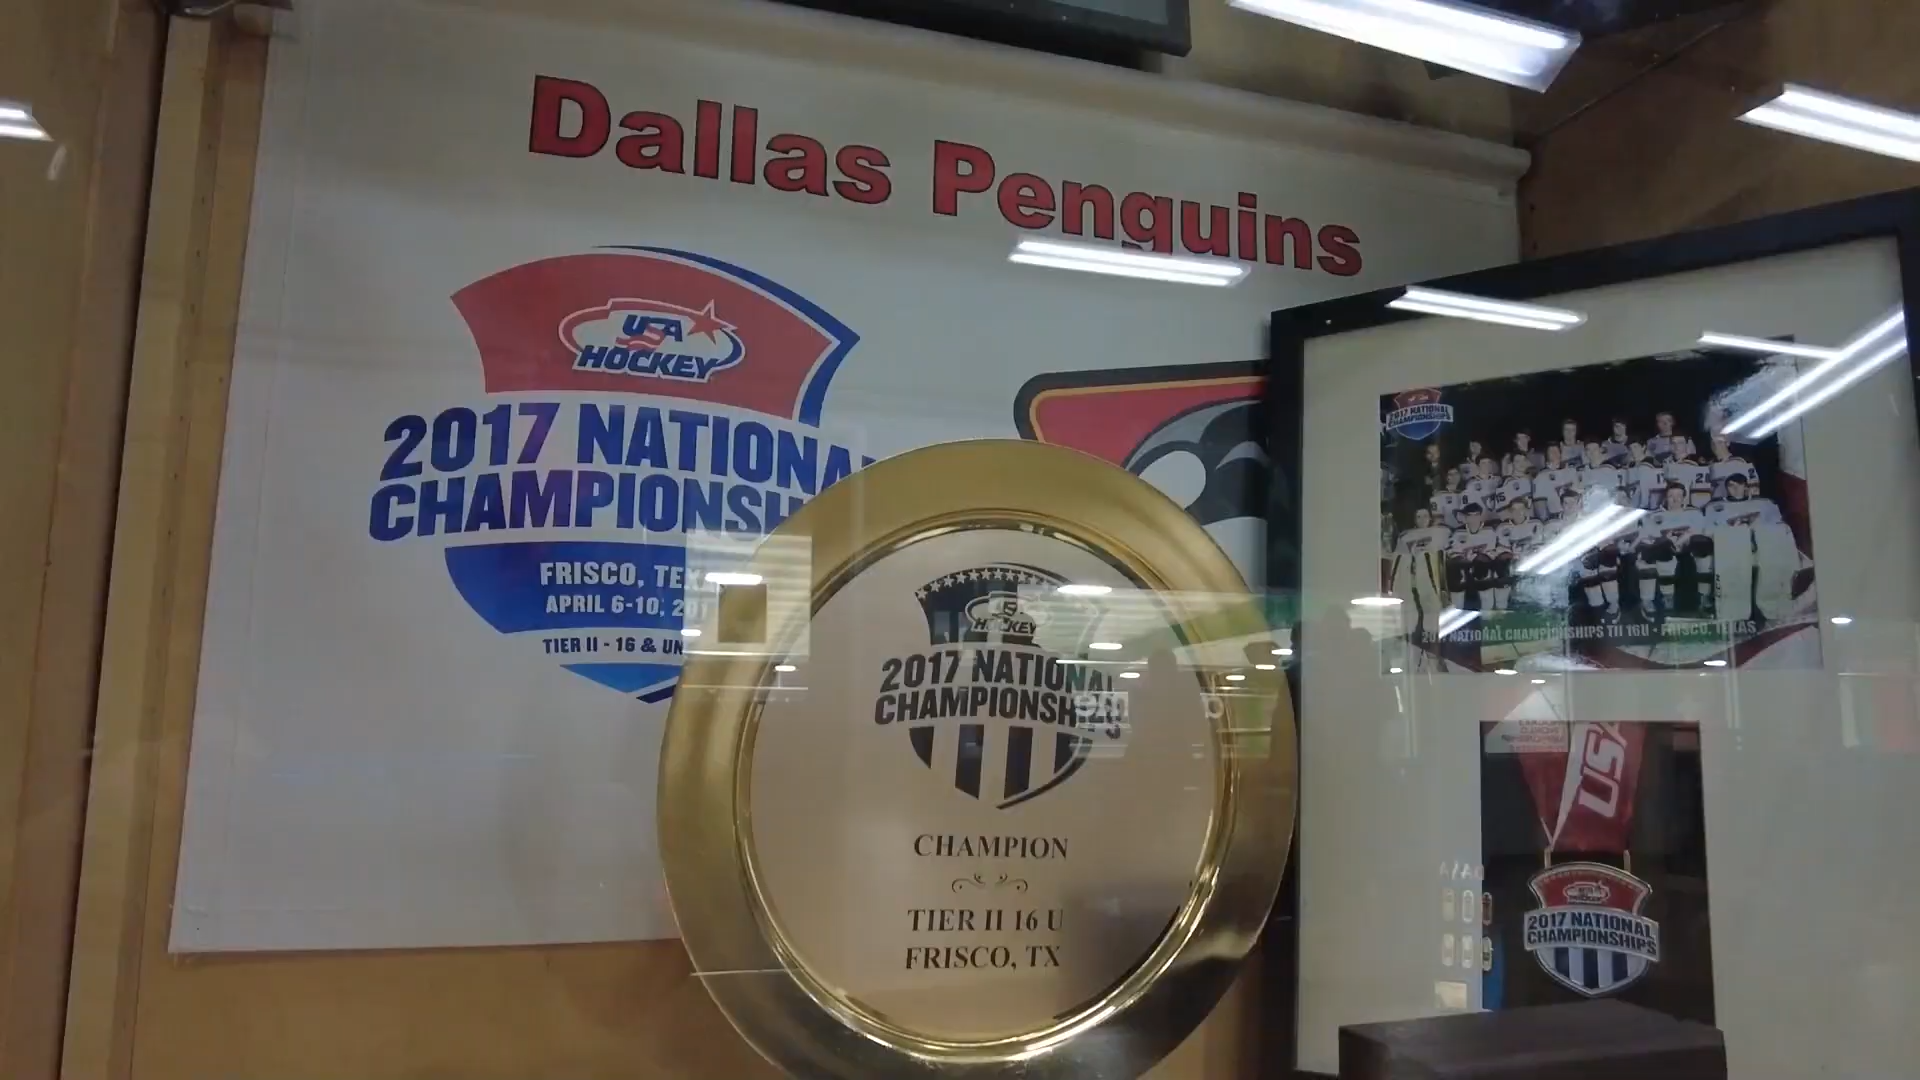 Dallas Penguins
USA
HOCKEY
2017 NATIONAL
CHAMPIONSH
FRISCO, TEX
APRIL 6-10, 201
TIER II - 16 & UN
HOCKEY
2017 NATIONAL
CHAMPIONSHIPS
CHAMPION
TIER II 16 U
FRISCO, TX
2017 NATIONAL
CHAMPIONSHIPS
2017 NATIONAL CHAMPIONSHIPS TII 16U - FRISCO, TEXAS
USA
2017 NATIONAL
CHAMPIONSHIPS